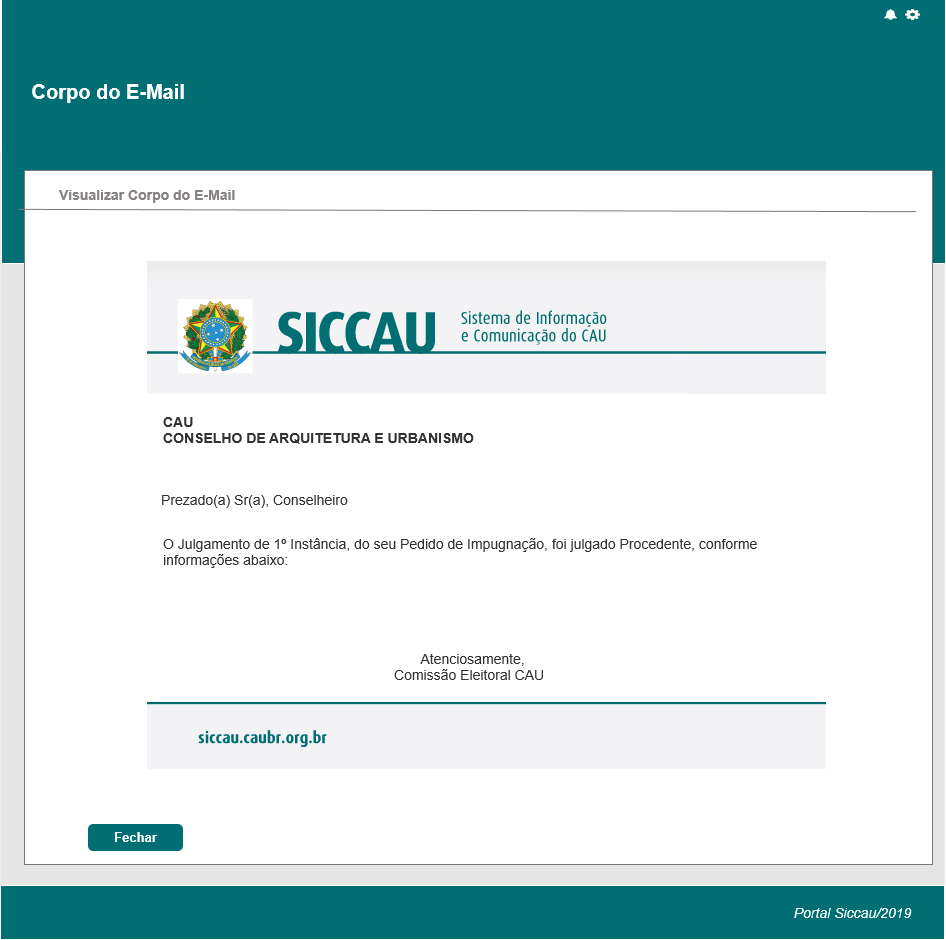 Corpo do E-Mail
Visualizar Corpo do E-Mail
SICCAU
Sistema de Informação
e Comunicação do CAU
CAU
CONSELHO DE ARQUITETURA E URBANISMO
Prezado(a) Sr(a), Conselheiro
O Julgamento de 1º Instância, do seu Pedido de Impugnação, foi julgado Procedente, conforme
informações abaixo:
Atenciosamente,
Comissão Eleitoral CAU
siccau.caubr.org.br
Fechar
Portal Siccau/2019